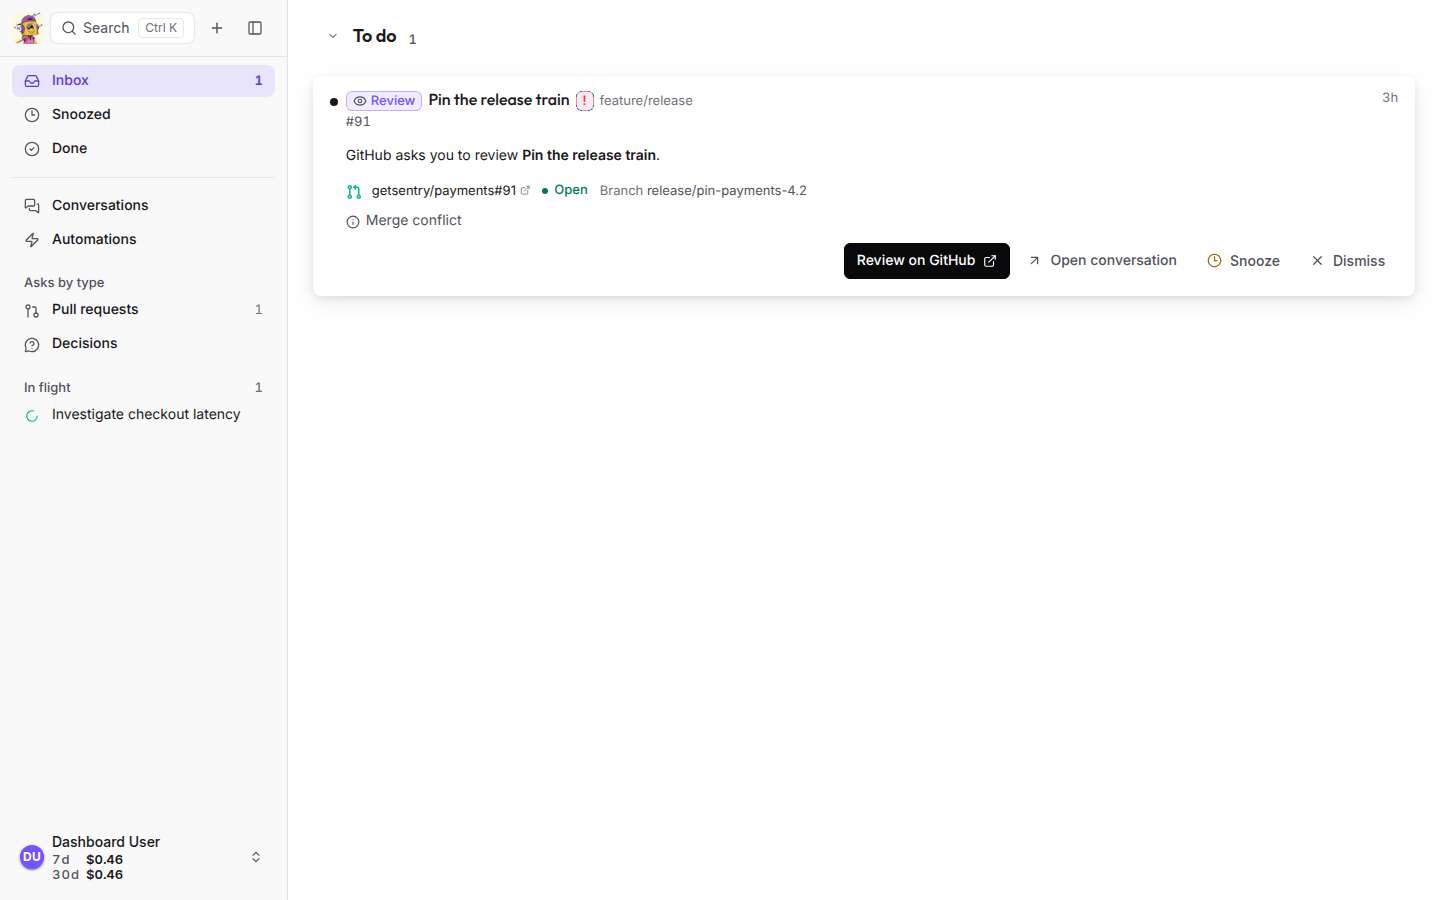 Search Ctrl K
Inbox 1
Snoozed
Done
Conversations
Automations
Asks by type
Pull requests 1
Decisions
In flight 1
Investigate checkout latency
DU Dashboard User
7d $0.46
30d $0.46
To do 1
Review Pin the release train ! feature/release 3h
#91
GitHub asks you to review Pin the release train.
getsentry/payments#91 Open Branch release/pin-payments-4.2
Merge conflict
Review on GitHub Open conversation Snooze Dismiss